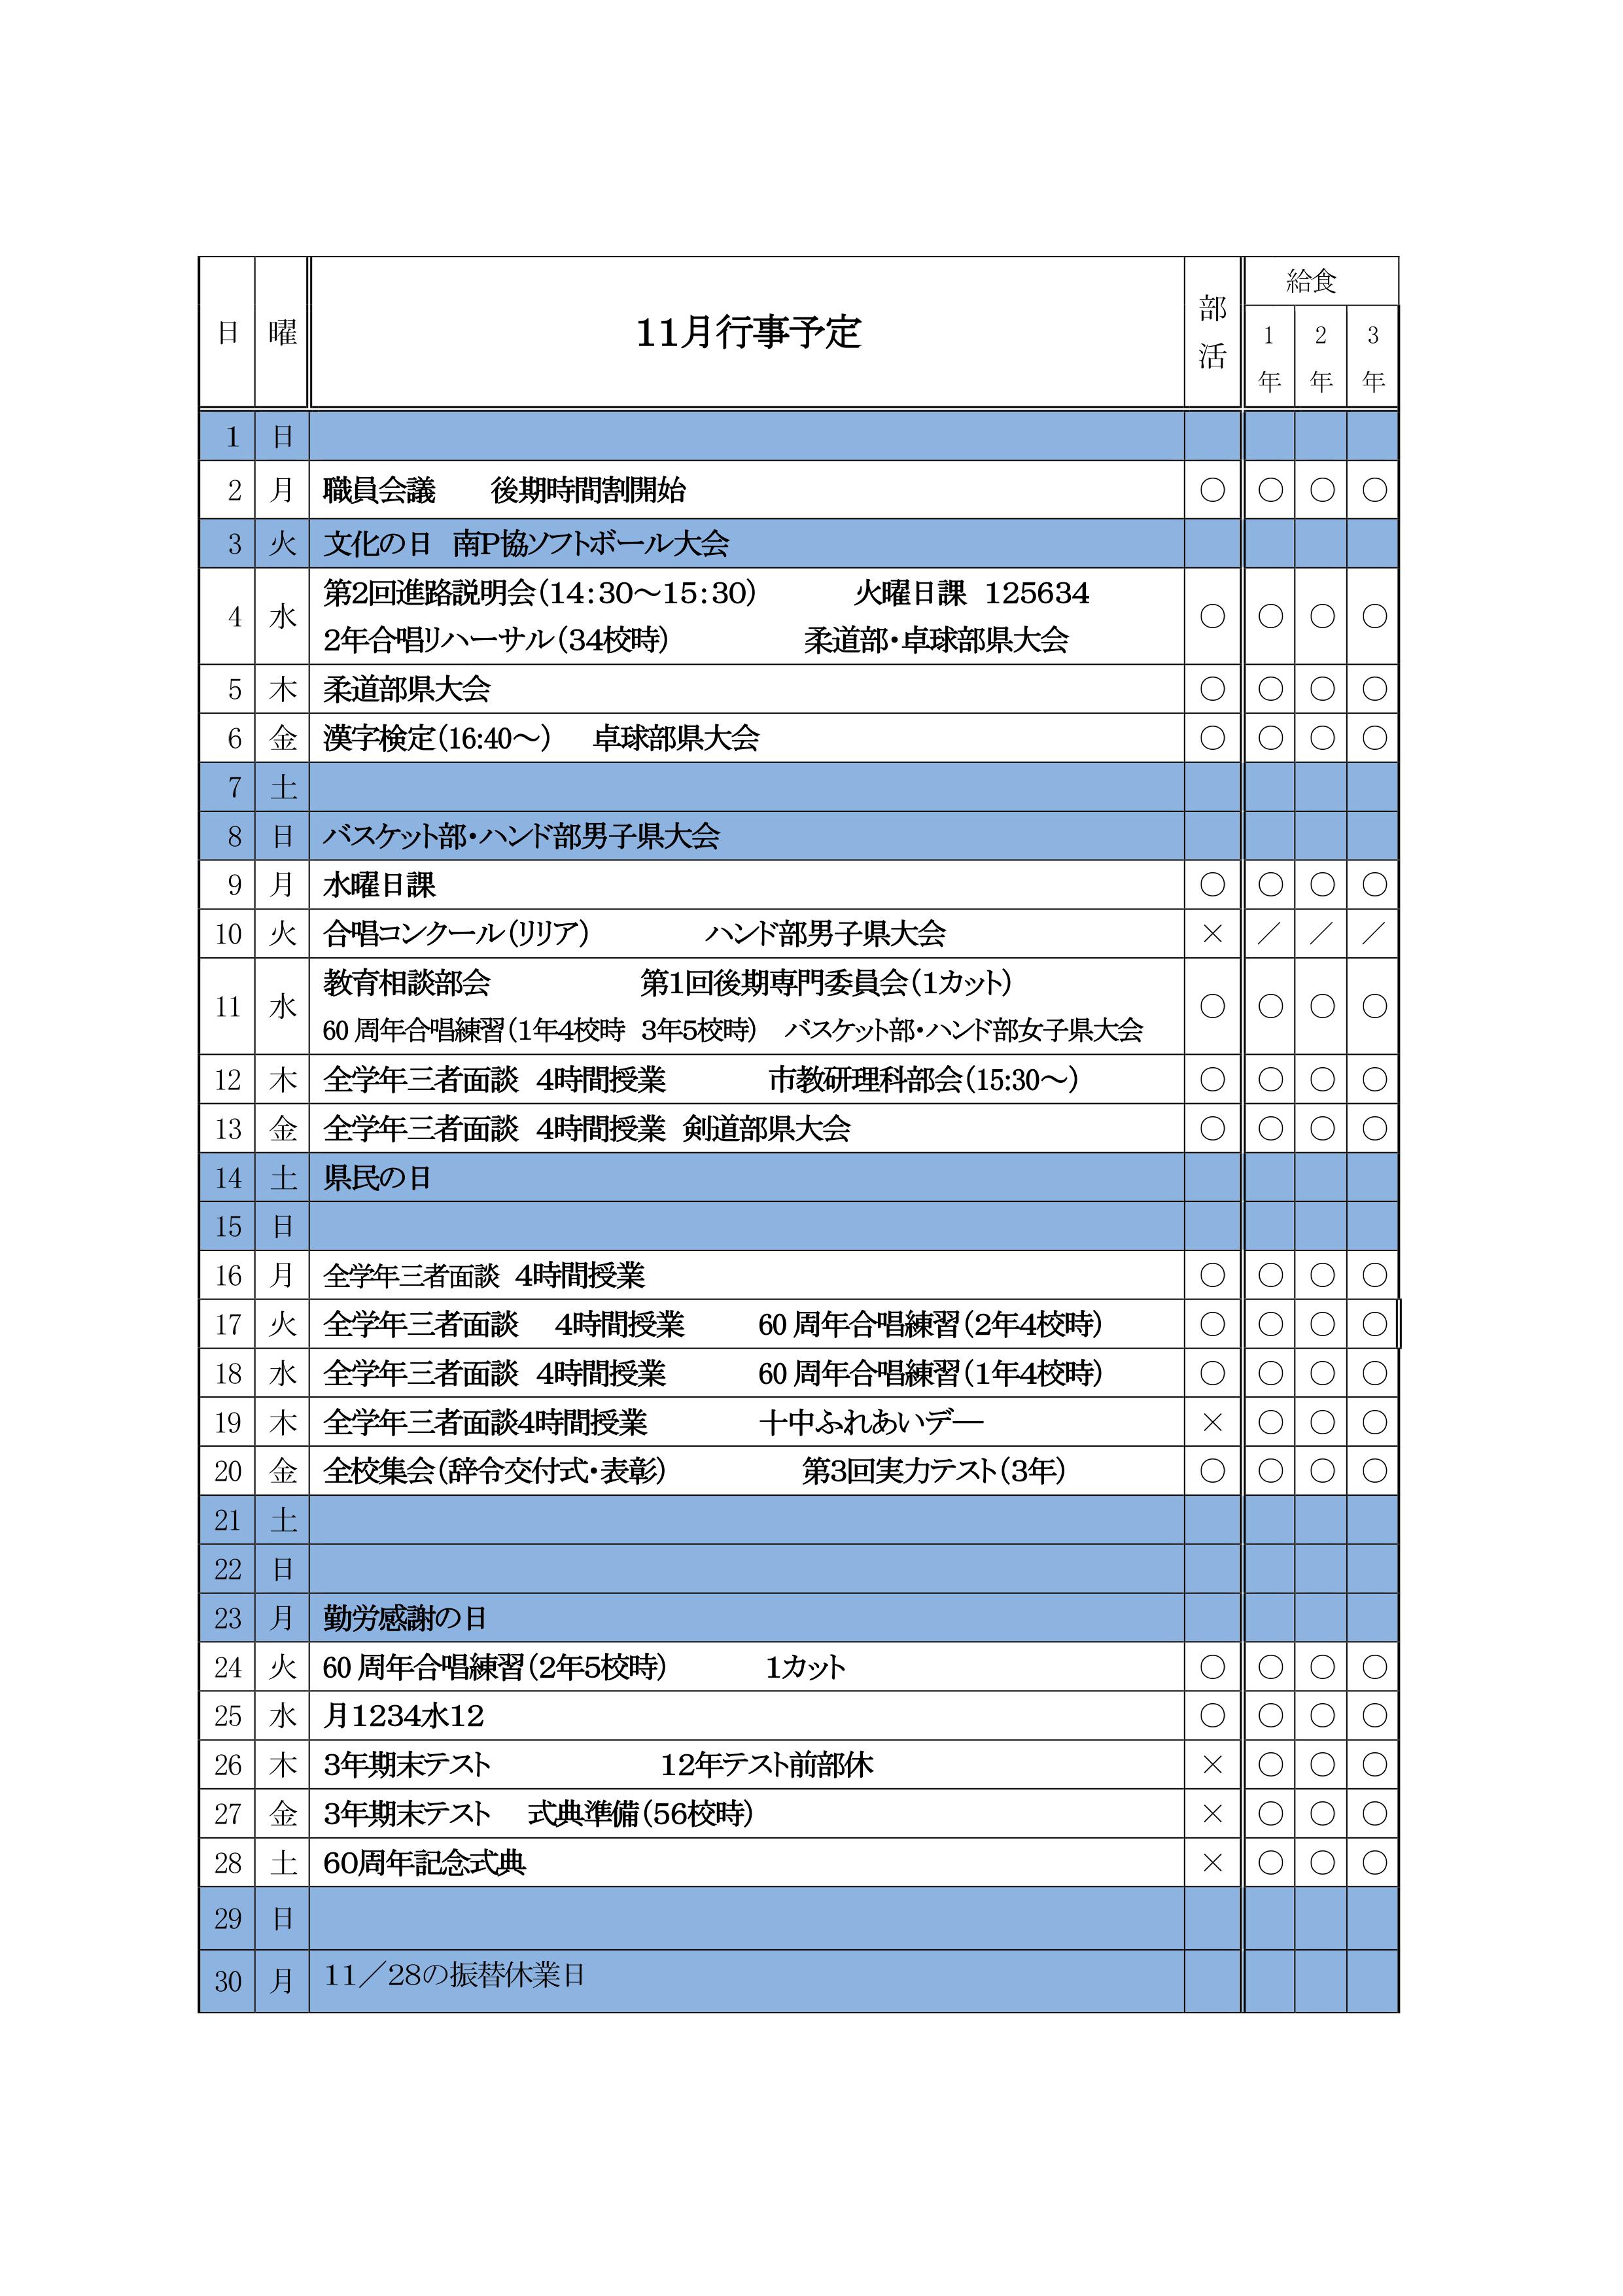 日 曜 11月行事予定 部活 給食
1年 2年 3年
1 日
2 月 職員会議 後期時間割開始 ○ ○ ○ ○
3 火 文化の日 南P協ソフトボール大会
4 水 第2回進路説明会(14:30～15:30) 火曜日課 125634 ○ ○ ○ ○
2年合唱リハーサル(34校時) 柔道部・卓球部県大会
5 木 柔道部県大会 ○ ○ ○ ○
6 金 漢字検定(16:40～) 卓球部県大会 ○ ○ ○ ○
7 土
8 日 バスケット部・ハンド部男子県大会
9 月 水曜日課 ○ ○ ○ ○
10 火 合唱コンクール(リリア) ハンド部男子県大会 × ／ ／ ／
11 水 教育相談部会 第1回後期専門委員会(1カット) ○ ○ ○ ○
60周年合唱練習(1年4校時 3年5校時) バスケット部・ハンド部女子県大会
12 木 全学年三者面談 4時間授業 市教研理科部会(15:30～) ○ ○ ○ ○
13 金 全学年三者面談 4時間授業 剣道部県大会 ○ ○ ○ ○
14 土 県民の日
15 日
16 月 全学年三者面談 4時間授業 ○ ○ ○ ○
17 火 全学年三者面談 4時間授業 60周年合唱練習(2年4校時) ○ ○ ○ ○
18 水 全学年三者面談 4時間授業 60周年合唱練習(1年4校時) ○ ○ ○ ○
19 木 全学年三者面談4時間授業 十中ふれあいデー × ○ ○ ○
20 金 全校集会(辞令交付式・表彰) 第3回実力テスト(3年) ○ ○ ○ ○
21 土
22 日
23 月 勤労感謝の日
24 火 60周年合唱練習(2年5校時) 1カット ○ ○ ○ ○
25 水 月1234水12 ○ ○ ○ ○
26 木 3年期末テスト 12年テスト前部休 × ○ ○ ○
27 金 3年期末テスト 式典準備(56校時) × ○ ○ ○
28 土 60周年記念式典 × ○ ○ ○
29 日
30 月 11／28の振替休業日